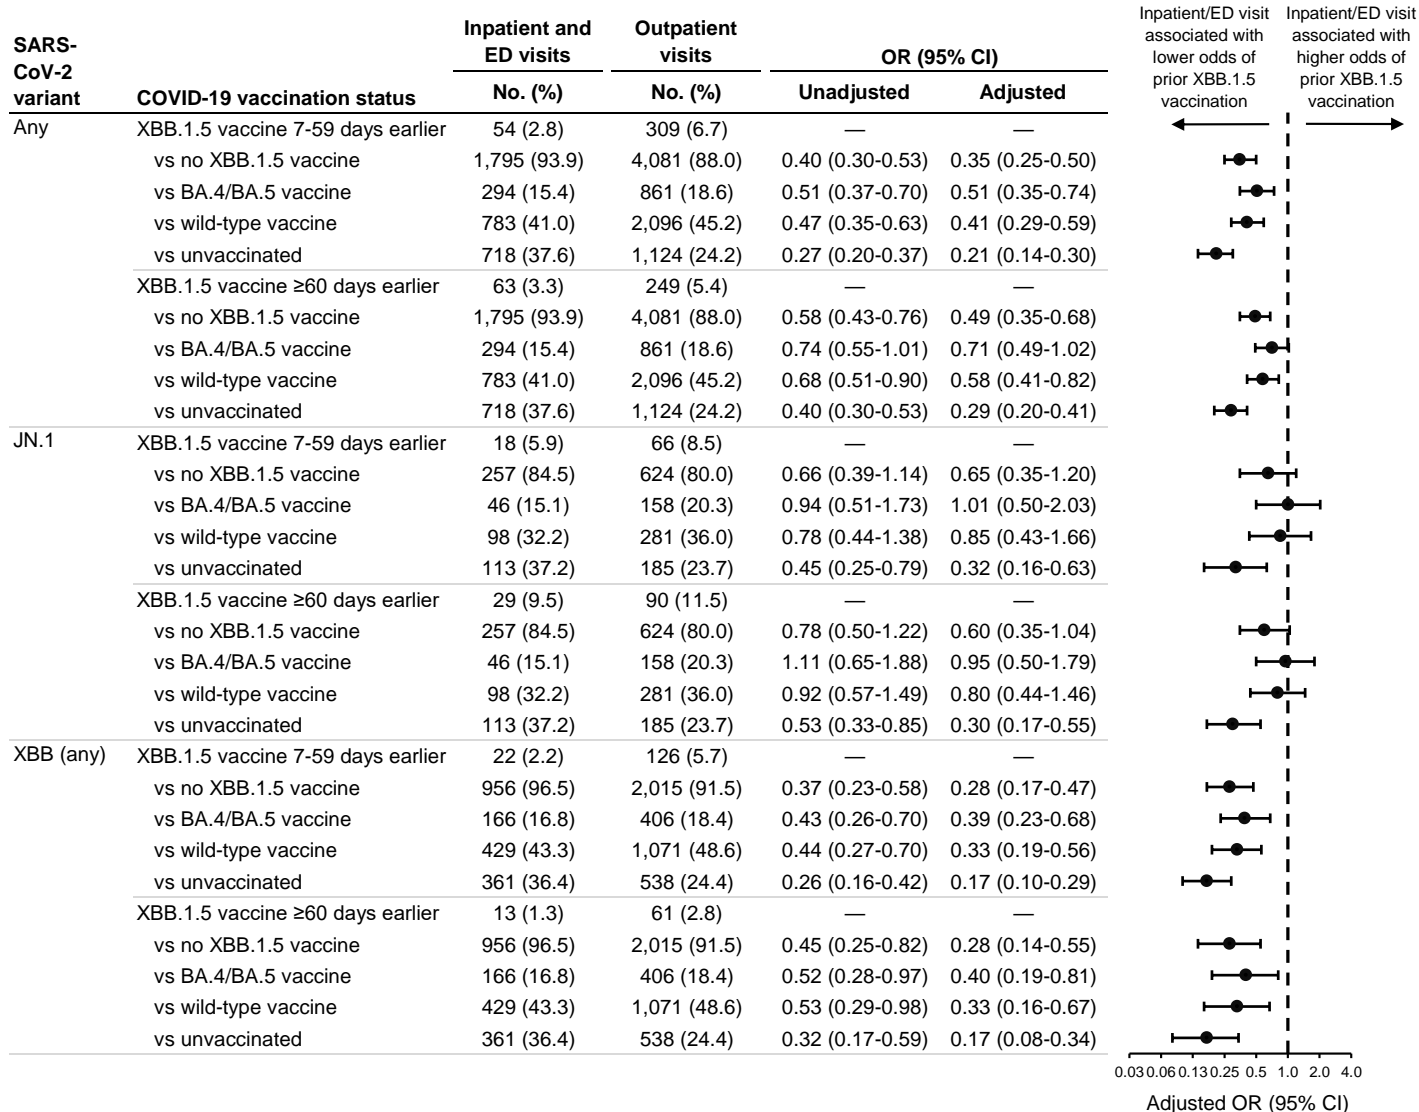 SARS-CoV-2 variant COVID-19 vaccination status Inpatient and ED visits Outpatient visits OR (95% CI)
No. (%) No. (%) Unadjusted Adjusted
Inpatient/ED visit associated with lower odds of prior XBB.1.5 vaccination
Inpatient/ED visit associated with higher odds of prior XBB.1.5 vaccination
Any XBB.1.5 vaccine 7-59 days earlier 54 (2.8) 309 (6.7) — —
vs no XBB.1.5 vaccine 1,795 (93.9) 4,081 (88.0) 0.40 (0.30-0.53) 0.35 (0.25-0.50)
vs BA.4/BA.5 vaccine 294 (15.4) 861 (18.6) 0.51 (0.37-0.70) 0.51 (0.35-0.74)
vs wild-type vaccine 783 (41.0) 2,096 (45.2) 0.47 (0.35-0.63) 0.41 (0.29-0.59)
vs unvaccinated 718 (37.6) 1,124 (24.2) 0.27 (0.20-0.37) 0.21 (0.14-0.30)
XBB.1.5 vaccine ≥60 days earlier 63 (3.3) 249 (5.4) — —
vs no XBB.1.5 vaccine 1,795 (93.9) 4,081 (88.0) 0.58 (0.43-0.76) 0.49 (0.35-0.68)
vs BA.4/BA.5 vaccine 294 (15.4) 861 (18.6) 0.74 (0.55-1.01) 0.71 (0.49-1.02)
vs wild-type vaccine 783 (41.0) 2,096 (45.2) 0.68 (0.51-0.90) 0.58 (0.41-0.82)
vs unvaccinated 718 (37.6) 1,124 (24.2) 0.40 (0.30-0.53) 0.29 (0.20-0.41)
JN.1 XBB.1.5 vaccine 7-59 days earlier 18 (5.9) 66 (8.5) — —
vs no XBB.1.5 vaccine 257 (84.5) 624 (80.0) 0.66 (0.39-1.14) 0.65 (0.35-1.20)
vs BA.4/BA.5 vaccine 46 (15.1) 158 (20.3) 0.94 (0.51-1.73) 1.01 (0.50-2.03)
vs wild-type vaccine 98 (32.2) 281 (36.0) 0.78 (0.44-1.38) 0.85 (0.43-1.66)
vs unvaccinated 113 (37.2) 185 (23.7) 0.45 (0.25-0.79) 0.32 (0.16-0.63)
XBB.1.5 vaccine ≥60 days earlier 29 (9.5) 90 (11.5) — —
vs no XBB.1.5 vaccine 257 (84.5) 624 (80.0) 0.78 (0.50-1.22) 0.60 (0.35-1.04)
vs BA.4/BA.5 vaccine 46 (15.1) 158 (20.3) 1.11 (0.65-1.88) 0.95 (0.50-1.79)
vs wild-type vaccine 98 (32.2) 281 (36.0) 0.92 (0.57-1.49) 0.80 (0.44-1.46)
vs unvaccinated 113 (37.2) 185 (23.7) 0.53 (0.33-0.85) 0.30 (0.17-0.55)
XBB (any) XBB.1.5 vaccine 7-59 days earlier 22 (2.2) 126 (5.7) — —
vs no XBB.1.5 vaccine 956 (96.5) 2,015 (91.5) 0.37 (0.23-0.58) 0.28 (0.17-0.47)
vs BA.4/BA.5 vaccine 166 (16.8) 406 (18.4) 0.43 (0.26-0.70) 0.39 (0.23-0.68)
vs wild-type vaccine 429 (43.3) 1,071 (48.6) 0.44 (0.27-0.70) 0.33 (0.19-0.56)
vs unvaccinated 361 (36.4) 538 (24.4) 0.26 (0.16-0.42) 0.17 (0.10-0.29)
XBB.1.5 vaccine ≥60 days earlier 13 (1.3) 61 (2.8) — —
vs no XBB.1.5 vaccine 956 (96.5) 2,015 (91.5) 0.45 (0.25-0.82) 0.28 (0.14-0.55)
vs BA.4/BA.5 vaccine 166 (16.8) 406 (18.4) 0.52 (0.28-0.97) 0.40 (0.19-0.81)
vs wild-type vaccine 429 (43.3) 1,071 (48.6) 0.53 (0.29-0.98) 0.33 (0.16-0.67)
vs unvaccinated 361 (36.4) 538 (24.4) 0.32 (0.17-0.59) 0.17 (0.08-0.34)
0.03 0.06 0.13 0.25 0.5 1.0 2.0 4.0
Adjusted OR (95% CI)